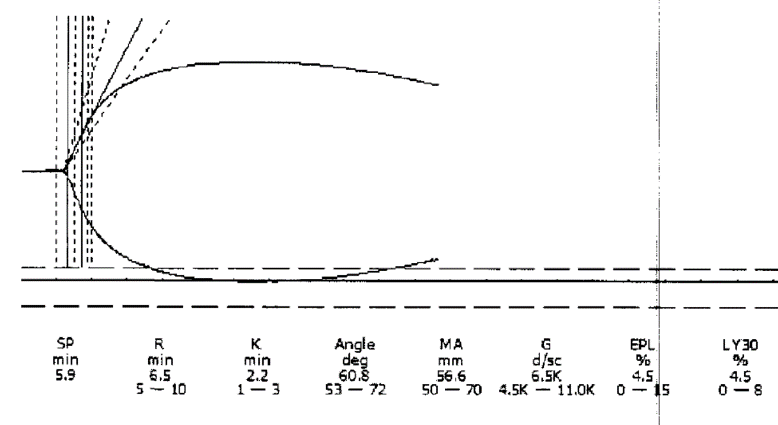 SP R K Angle MA G EPL LY30
min min min deg mm d/sc % %
5.9 6.5 2.2 60.8 56.6 6.5K 4.5 4.5
5 — 10 1 — 3 53 — 72 50 — 70 4.5K — 11.0K 0 — 15 0 — 8